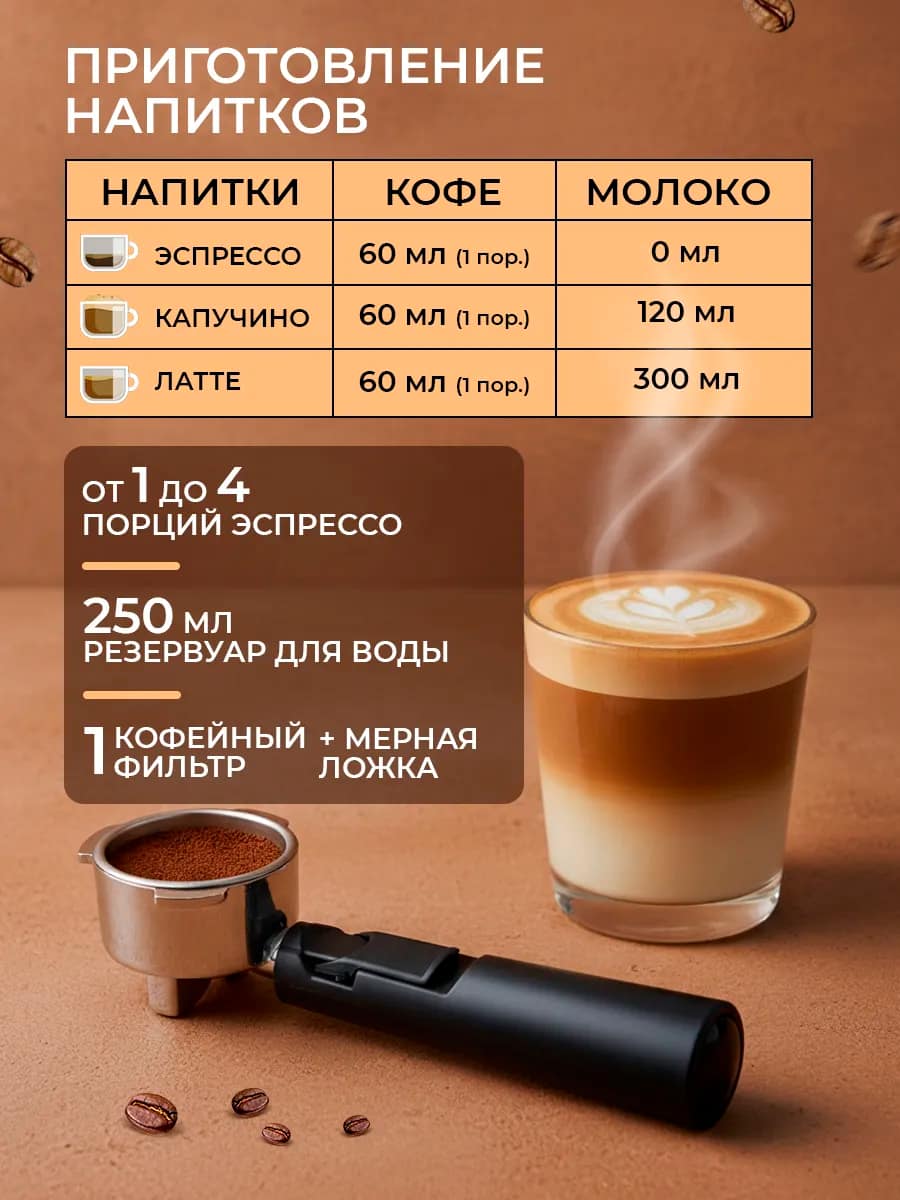 ПРИГОТОВЛЕНИЕ
НАПИТКОВ
НАПИТКИ КОФЕ МОЛОКО
ЭСПРЕССО 60 мл (1 пор.) 0 мл
КАПУЧИНО 60 мл (1 пор.) 120 мл
ЛАТТЕ 60 мл (1 пор.) 300 мл
ОТ 1 ДО 4
ПОРЦИЙ ЭСПРЕССО
250 МЛ
РЕЗЕРВУАР ДЛЯ ВОДЫ
1 КОФЕЙНЫЙ ФИЛЬТР
+ МЕРНАЯ ЛОЖКА